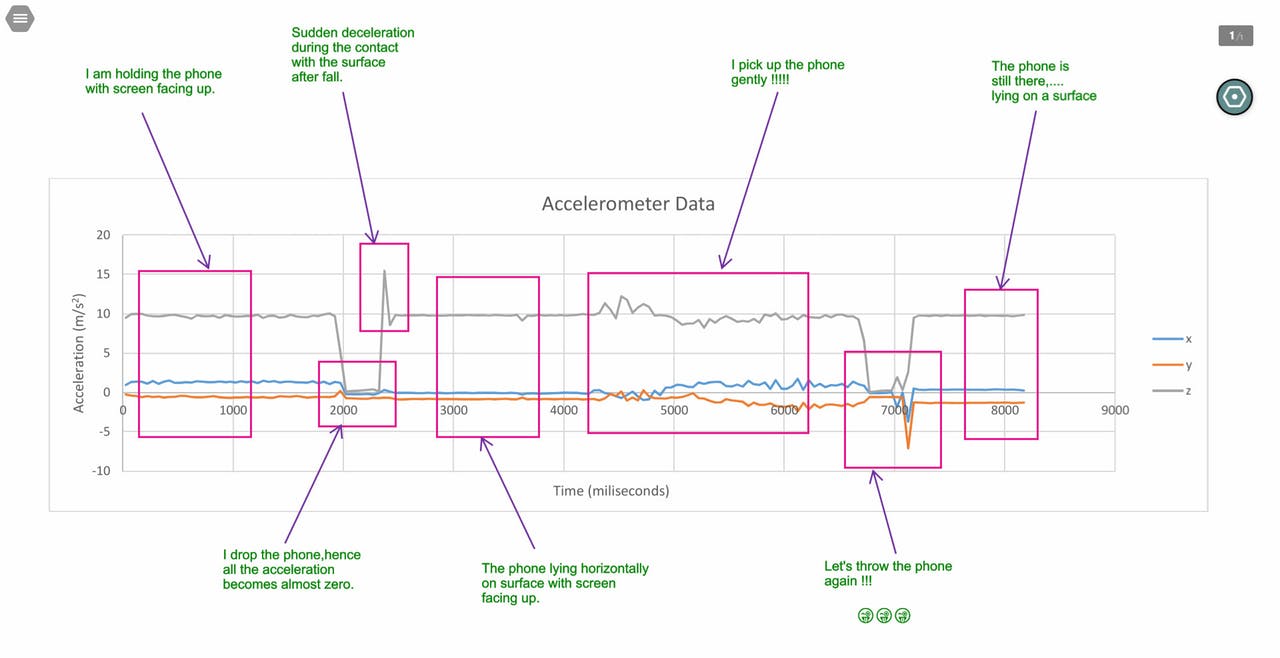 Sudden deceleration
during the contact
with the surface
after fall.
I am holding the phone
with screen facing up.
I pick up the phone
gently !!!!!
The phone is
still there,....
lying on a surface
1/1
Accelerometer Data
Acceleration (m/s²)
20
15
10
5
0
-5
-10
0 1000 2000 3000 4000 5000 6000 7000 8000 9000
Time (miliseconds)
x
y
z
I drop the phone,hence
all the acceleration
becomes almost zero.
The phone lying horizontally
on surface with screen
facing up.
Let's throw the phone
again !!!